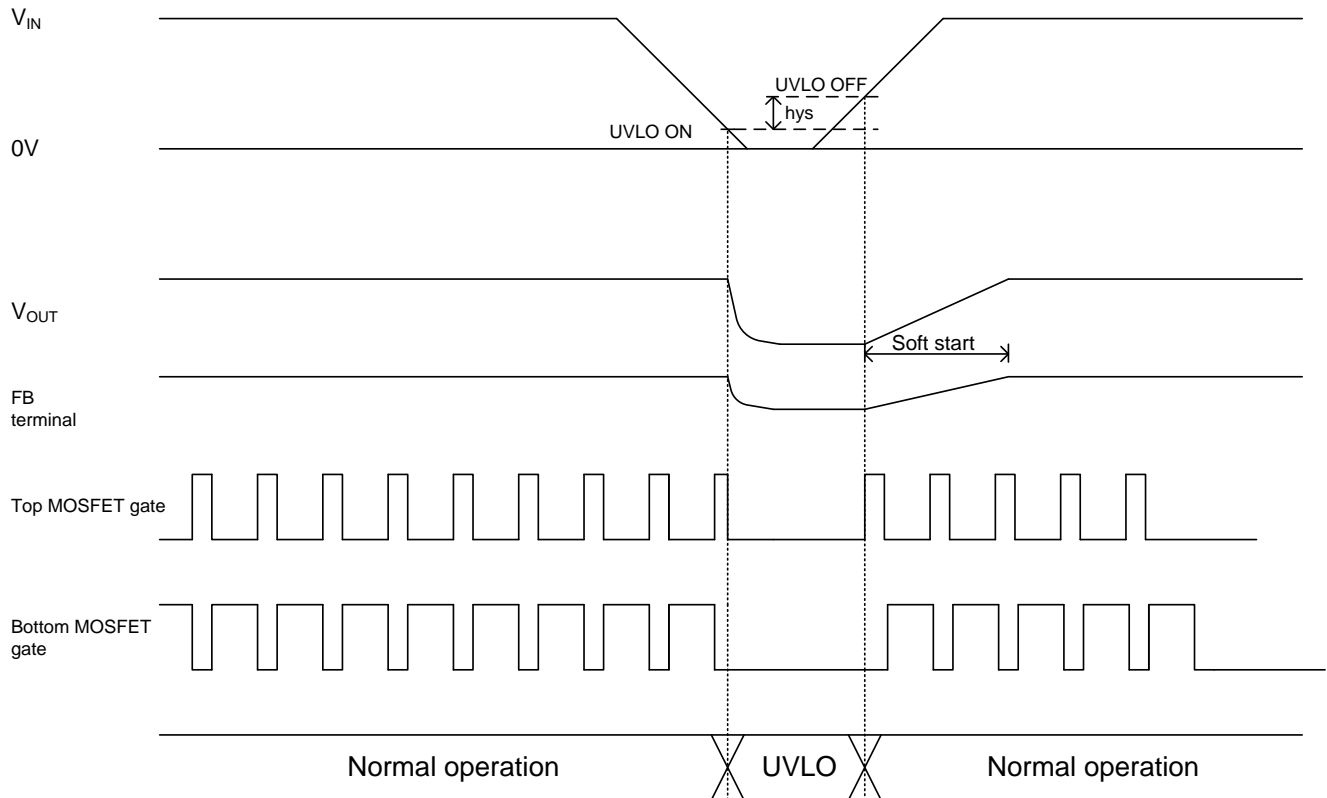 VIN
UVLO OFF
hys
UVLO ON
0V
VOUT
Soft start
FB
terminal
Top MOSFET gate
Bottom MOSFET
gate
Normal operation
UVLO
Normal operation